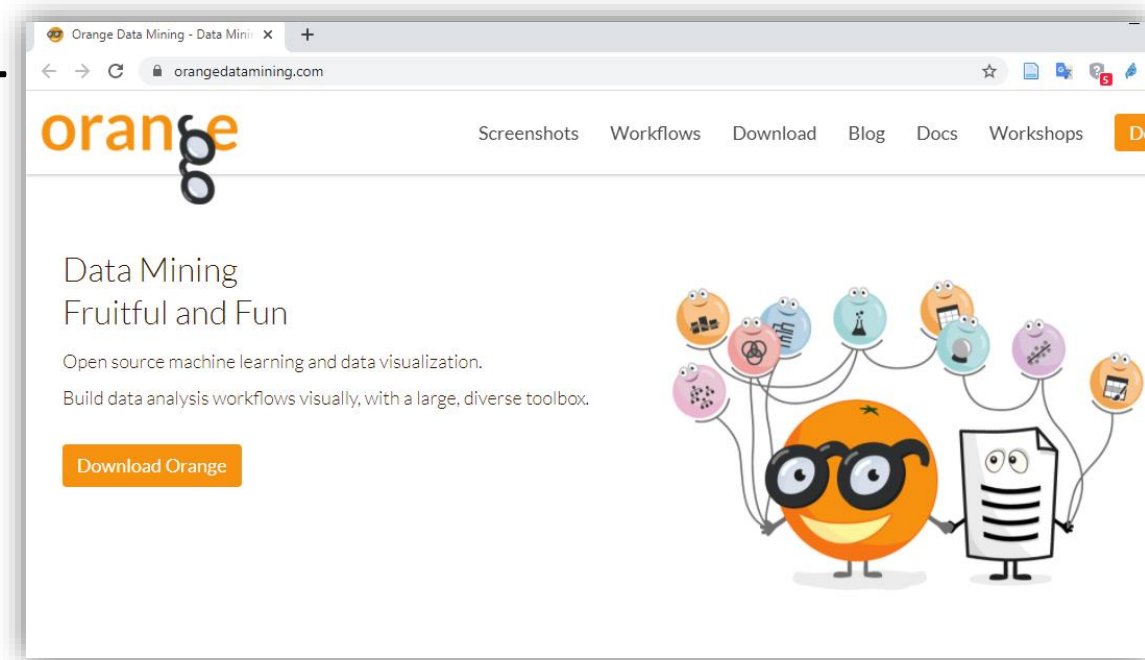 Orange Data Mining - Data Mini
orangedatamining.com
5
orange
Screenshots Workflows Download Blog Docs Workshops
Data Mining
Fruitful and Fun
Open source machine learning and data visualization.
Build data analysis workflows visually, with a large, diverse toolbox.
Download Orange